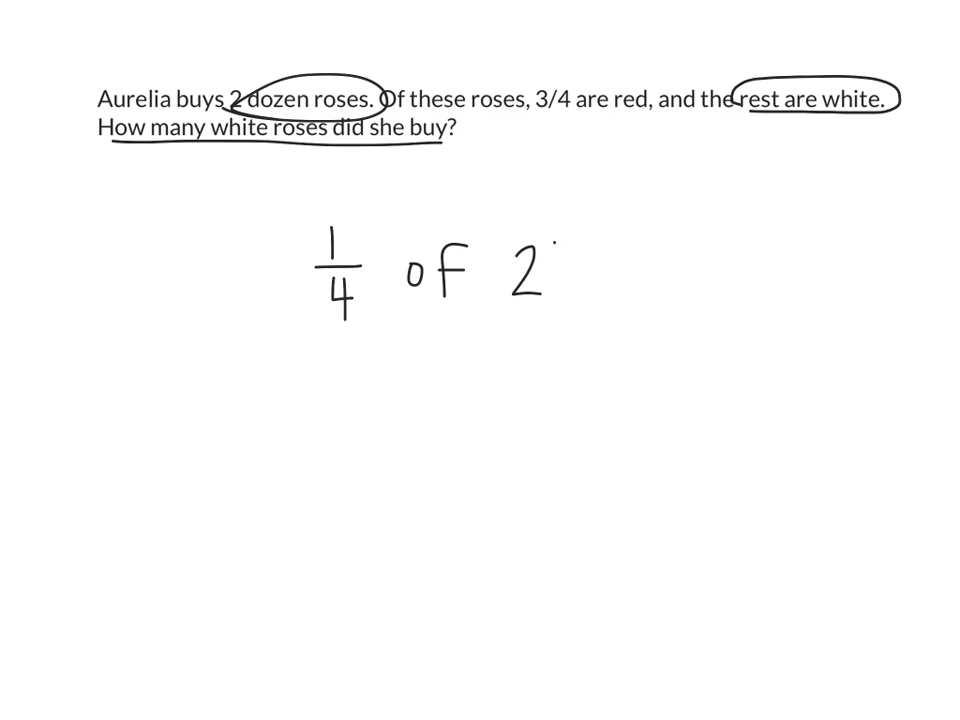 Aurelia buys 2 dozen roses. Of these roses, 3/4 are red, and the rest are white.
How many white roses did she buy?
1/4 of 2